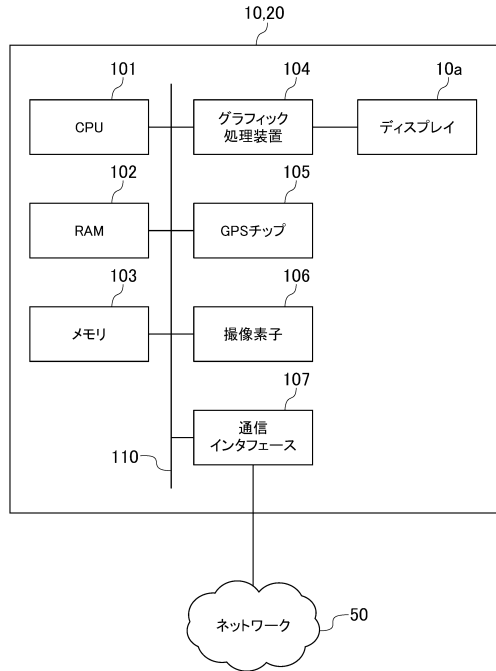 10,20
101
CPU
104
グラフィック
処理装置
10a
ディスプレイ
102
RAM
105
GPSチップ
103
メモリ
106
撮像素子
107
通信
インタフェース
110
ネットワーク
50